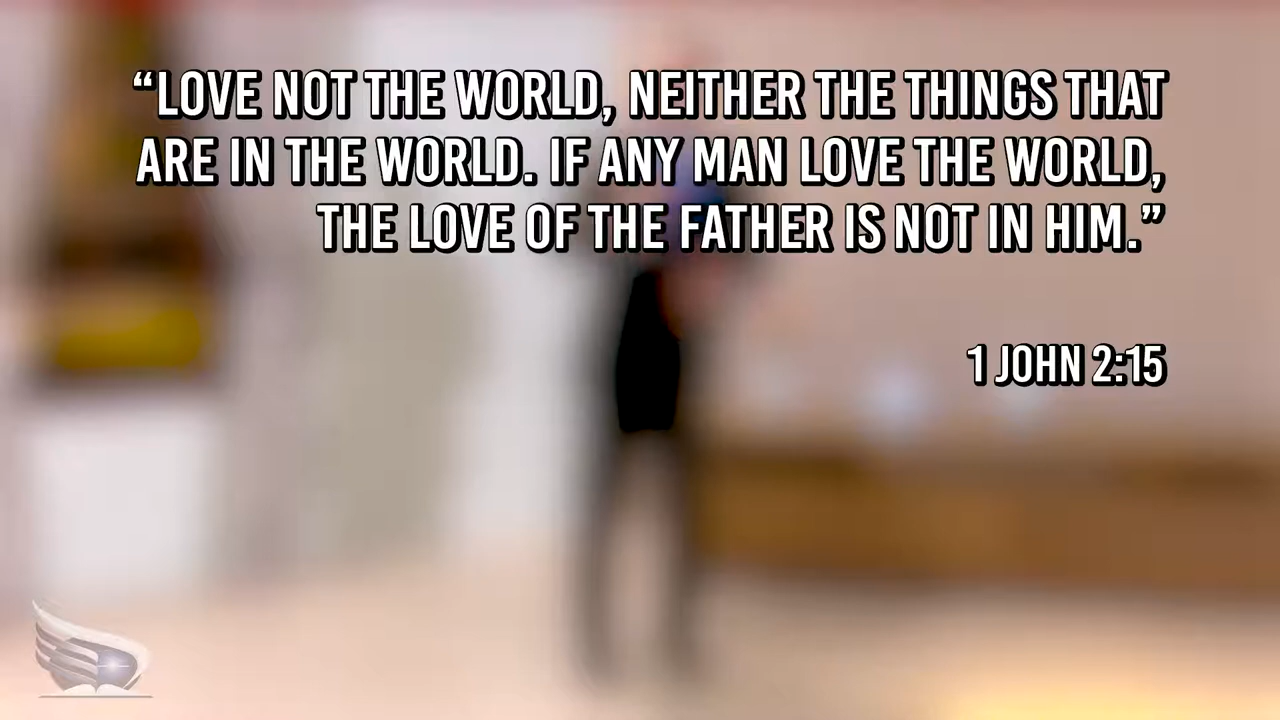 “LOVE NOT THE WORLD, NEITHER THE THINGS THAT
ARE IN THE WORLD. IF ANY MAN LOVE THE WORLD,
THE LOVE OF THE FATHER IS NOT IN HIM.”
1 JOHN 2:15